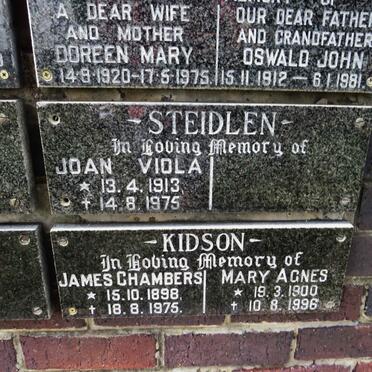 A DEAR WIFE
AND MOTHER
DOREEN MARY
14·8·1920-17·5·1975
OUR DEAR FATHER
AND GRANDFATHER
OSWALD JOHN
15·11·1912 - 6·1·1981
-STEIDLEN-
In Loving Memory of
JOAN VIOLA
* 13.4.1913.
+ 14.8.1975.
-KIDSON-
In Loving Memory of
JAMES CHAMBERS
* 15.10.1898.
+ 18.8.1975.
MARY AGNES
* 19.3.1900
+ 10.8.1996